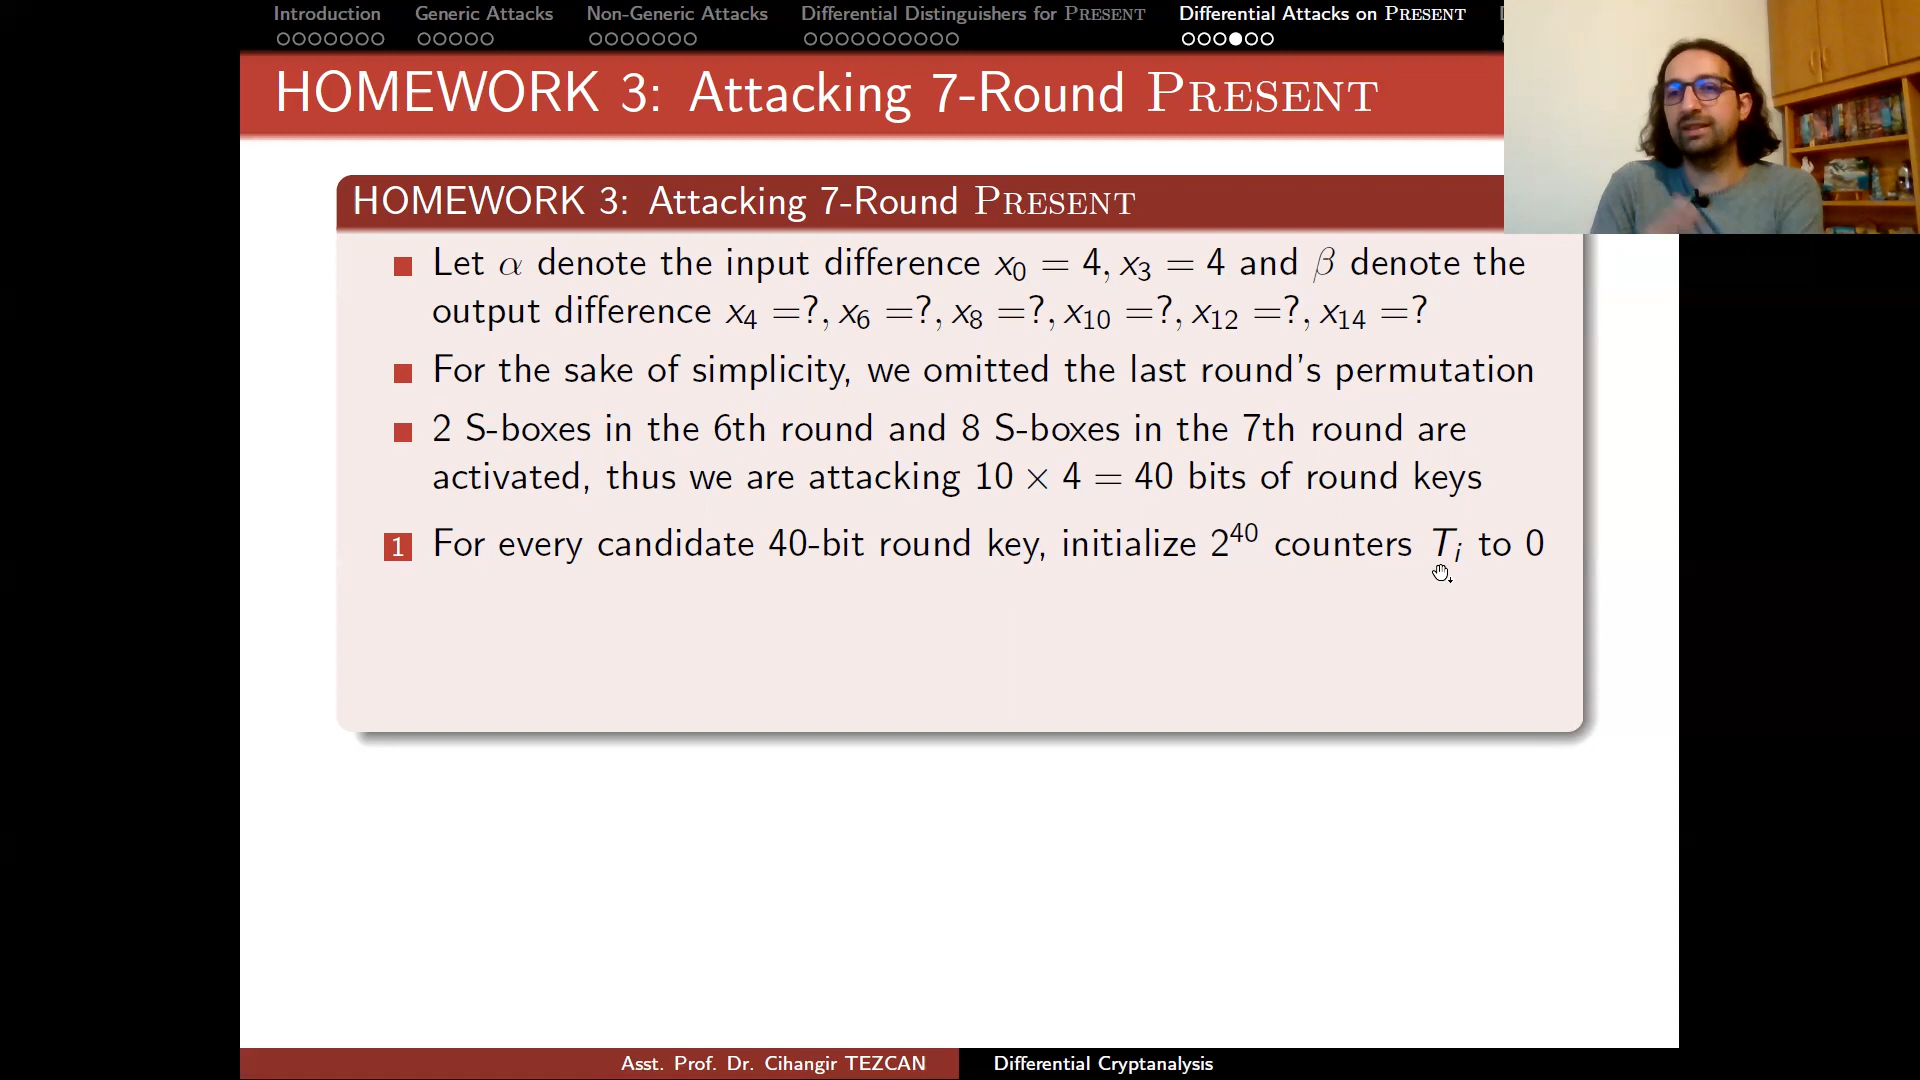 Introduction Generic Attacks Non-Generic Attacks Differential Distinguishers for PRESENT Differential Attacks on PRESENT
HOMEWORK 3: Attacking 7-Round PRESENT
HOMEWORK 3: Attacking 7-Round PRESENT
Let α denote the input difference x₀ = 4, x₃ = 4 and β denote the
output difference x₄ =?, x₆ =?, x₈ =?, x₁₀ =?, x₁₂ =?, x₁₄ =?
For the sake of simplicity, we omitted the last round's permutation
2 S-boxes in the 6th round and 8 S-boxes in the 7th round are
activated, thus we are attacking 10 × 4 = 40 bits of round keys
1 For every candidate 40-bit round key, initialize 2⁴⁰ counters Tᵢ to 0
Asst. Prof. Dr. Cihangir TEZCAN Differential Cryptanalysis